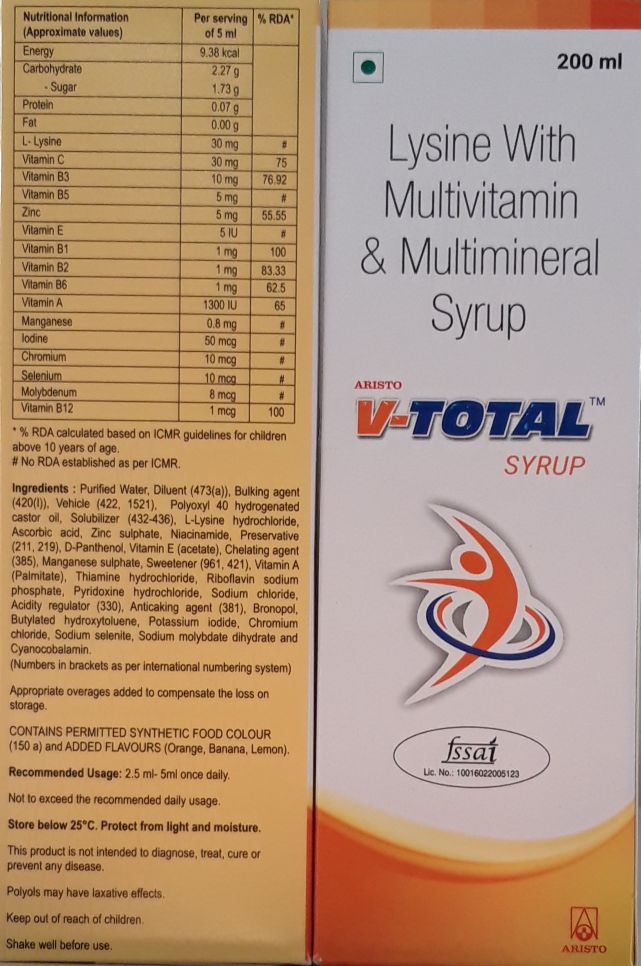 Nutritional Information Per serving % RDA*
(Approximate values) of 5 ml
Energy 9.38 kcal
Carbohydrate 2.27 g
- Sugar 1.73 g
Protein 0.07 g
Fat 0.00 g
L- Lysine 30 mg #
Vitamin C 30 mg 75
Vitamin B3 10 mg 76.92
Vitamin B5 5 mg #
Zinc 5 mg 55.55
Vitamin E 5 IU #
Vitamin B1 1 mg 100
Vitamin B2 1 mg 83.33
Vitamin B6 1 mg 62.5
Vitamin A 1300 IU 65
Manganese 0.8 mg #
Iodine 50 mcg #
Chromium 10 mcg #
Selenium 10 mcg #
Molybdenum 8 mcg #
Vitamin B12 1 mcg 100
* % RDA calculated based on ICMR guidelines for children
above 10 years of age.
# No RDA established as per ICMR.
Ingredients : Purified Water, Diluent (473(a)), Bulking agent
(420(I)), Vehicle (422, 1521), Polyoxyl 40 hydrogenated
castor oil, Solubilizer (432-436), L-Lysine hydrochloride,
Ascorbic acid, Zinc sulphate, Niacinamide, Preservative
(211, 219), D-Panthenol, Vitamin E (acetate), Chelating agent
(385), Manganese sulphate, Sweetener (961, 421), Vitamin A
(Palmitate), Thiamine hydrochloride, Riboflavin sodium
phosphate, Pyridoxine hydrochloride, Sodium chloride,
Acidity regulator (330), Anticaking agent (381), Bronopol,
Butylated hydroxytoluene, Potassium iodide, Chromium
chloride, Sodium selenite, Sodium molybdate dihydrate and
Cyanocobalamin.
(Numbers in brackets as per international numbering system)
Appropriate overages added to compensate the loss on
storage.
CONTAINS PERMITTED SYNTHETIC FOOD COLOUR
(150 a) and ADDED FLAVOURS (Orange, Banana, Lemon).
Recommended Usage: 2.5 ml- 5ml once daily.
Not to exceed the recommended daily usage.
Store below 25°C. Protect from light and moisture.
This product is not intended to diagnose, treat, cure or
prevent any disease.
Polyols may have laxative effects.
Keep out of reach of children.
Shake well before use.
200 ml
Lysine With
Multivitamin
& Multimineral
Syrup
ARISTO
V-TOTAL™
SYRUP
fssai
Lic. No.: 10016022005123
ARISTO